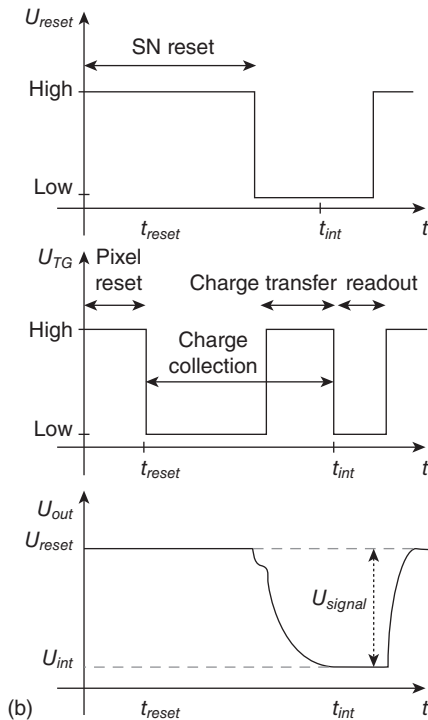 U_reset
SN reset
High
Low
t_reset
t_int
t
U_TG
Pixel reset
Charge transfer
readout
High
Charge collection
Low
t_reset
t_int
t
U_out
U_reset
U_signal
U_int
(b)
t_reset
t_int
t